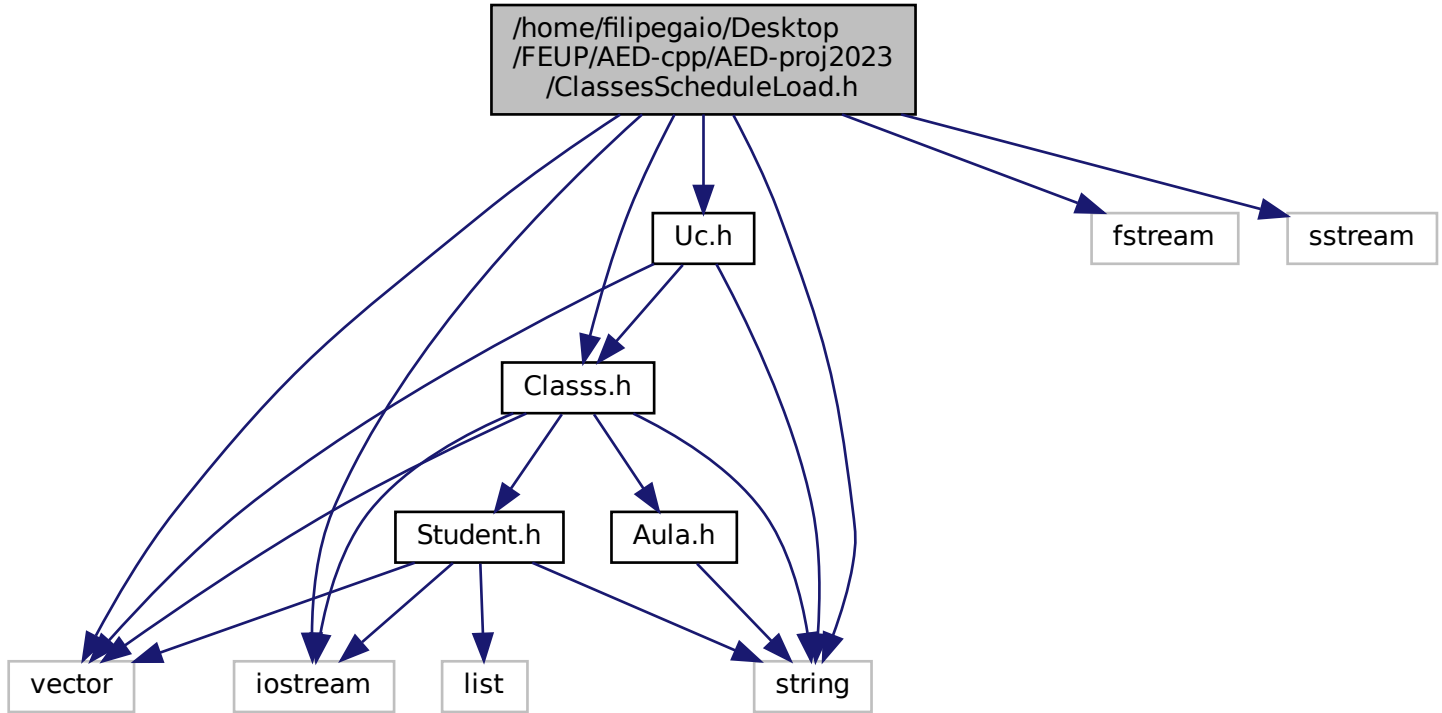 /home/filipegaio/Desktop
/FEUP/AED-cpp/AED-proj2023
/ClassesScheduleLoad.h
Uc.h
fstream
sstream
Classs.h
Student.h
Aula.h
vector
iostream
list
string